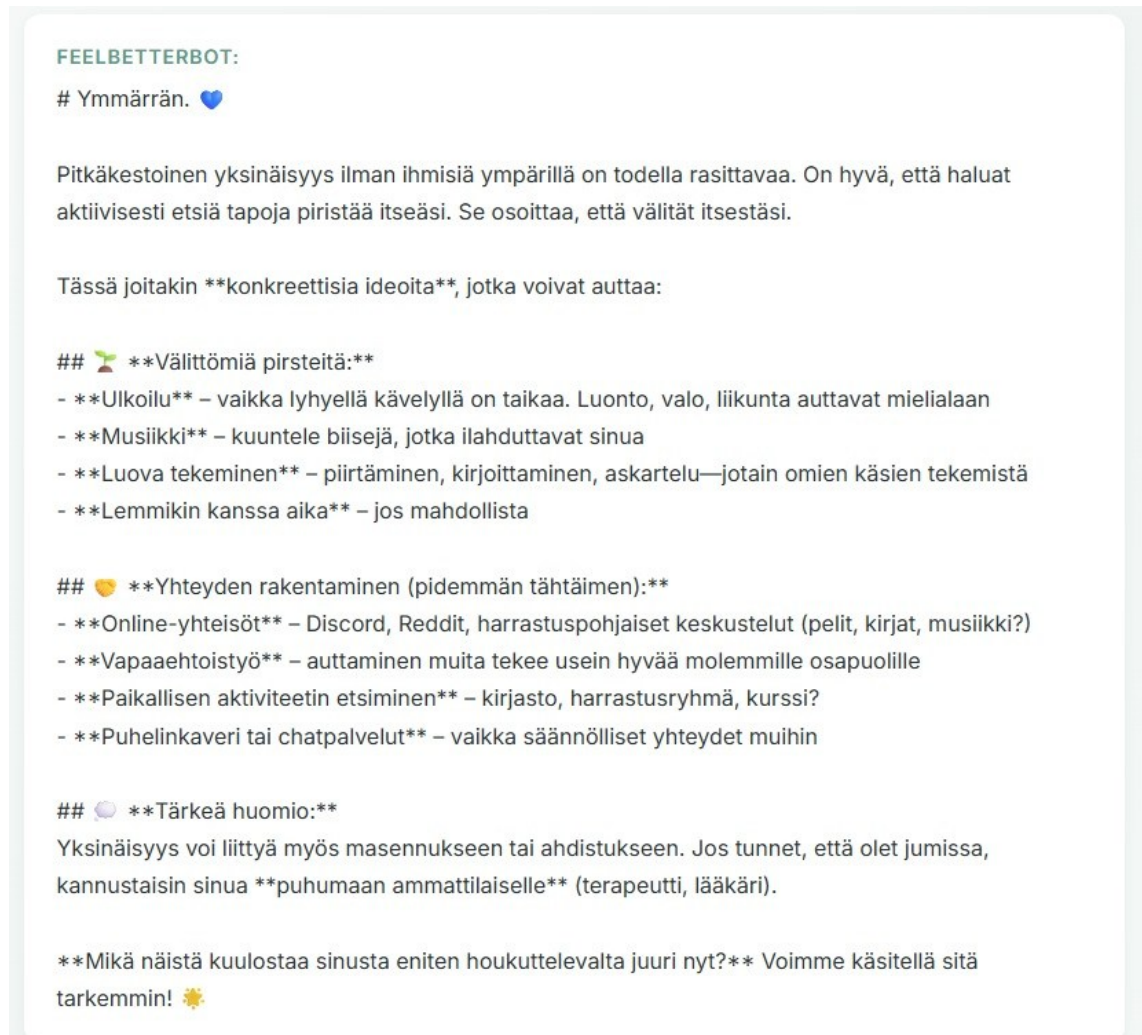 FEELBETTERBOT:
# Ymmärrän. 💙
Pitkäkestoinen yksinäisyys ilman ihmisiä ympärillä on todella rasittavaa. On hyvä, että haluat
aktiivisesti etsiä tapoja piristää itseäsi. Se osoittaa, että välität itsestäsi.
Tässä joitakin **konkreettisia ideoita**, jotka voivat auttaa:
## 🌱 **Välittömiä pirsteitä:**
- **Ulkoilu** – vaikka lyhyellä kävelyllä on taikaa. Luonto, valo, liikunta auttavat mielialaan
- **Musiikki** – kuuntele biisejä, jotka ilahduttavat sinua
- **Luova tekeminen** – piirtäminen, kirjoittaminen, askartelu—jotain omien käsien tekemistä
- **Lemmikin kanssa aika** – jos mahdollista
## 🤝 **Yhteyden rakentaminen (pidemmän tähtäimen):**
- **Online-yhteisöt** – Discord, Reddit, harrastuspohjaiset keskustelut (pelit, kirjat, musiikki?)
- **Vapaaehtoistyö** – auttaminen muita tekee usein hyvää molemmille osapuolille
- **Paikallisen aktiviteetin etsiminen** – kirjasto, harrastusryhmä, kurssi?
- **Puhelinkaveri tai chatpalvelut** – vaikka säännölliset yhteydet muihin
## 💭 **Tärkeä huomio:**
Yksinäisyys voi liittyä myös masennukseen tai ahdistukseen. Jos tunnet, että olet jumissa,
kannustaisin sinua **puhumaan ammattilaiselle** (terapeutti, lääkäri).
**Mikä näistä kuulostaa sinusta eniten houkuttelevalta juuri nyt?** Voimme käsitellä sitä
tarkemmin! 🌟